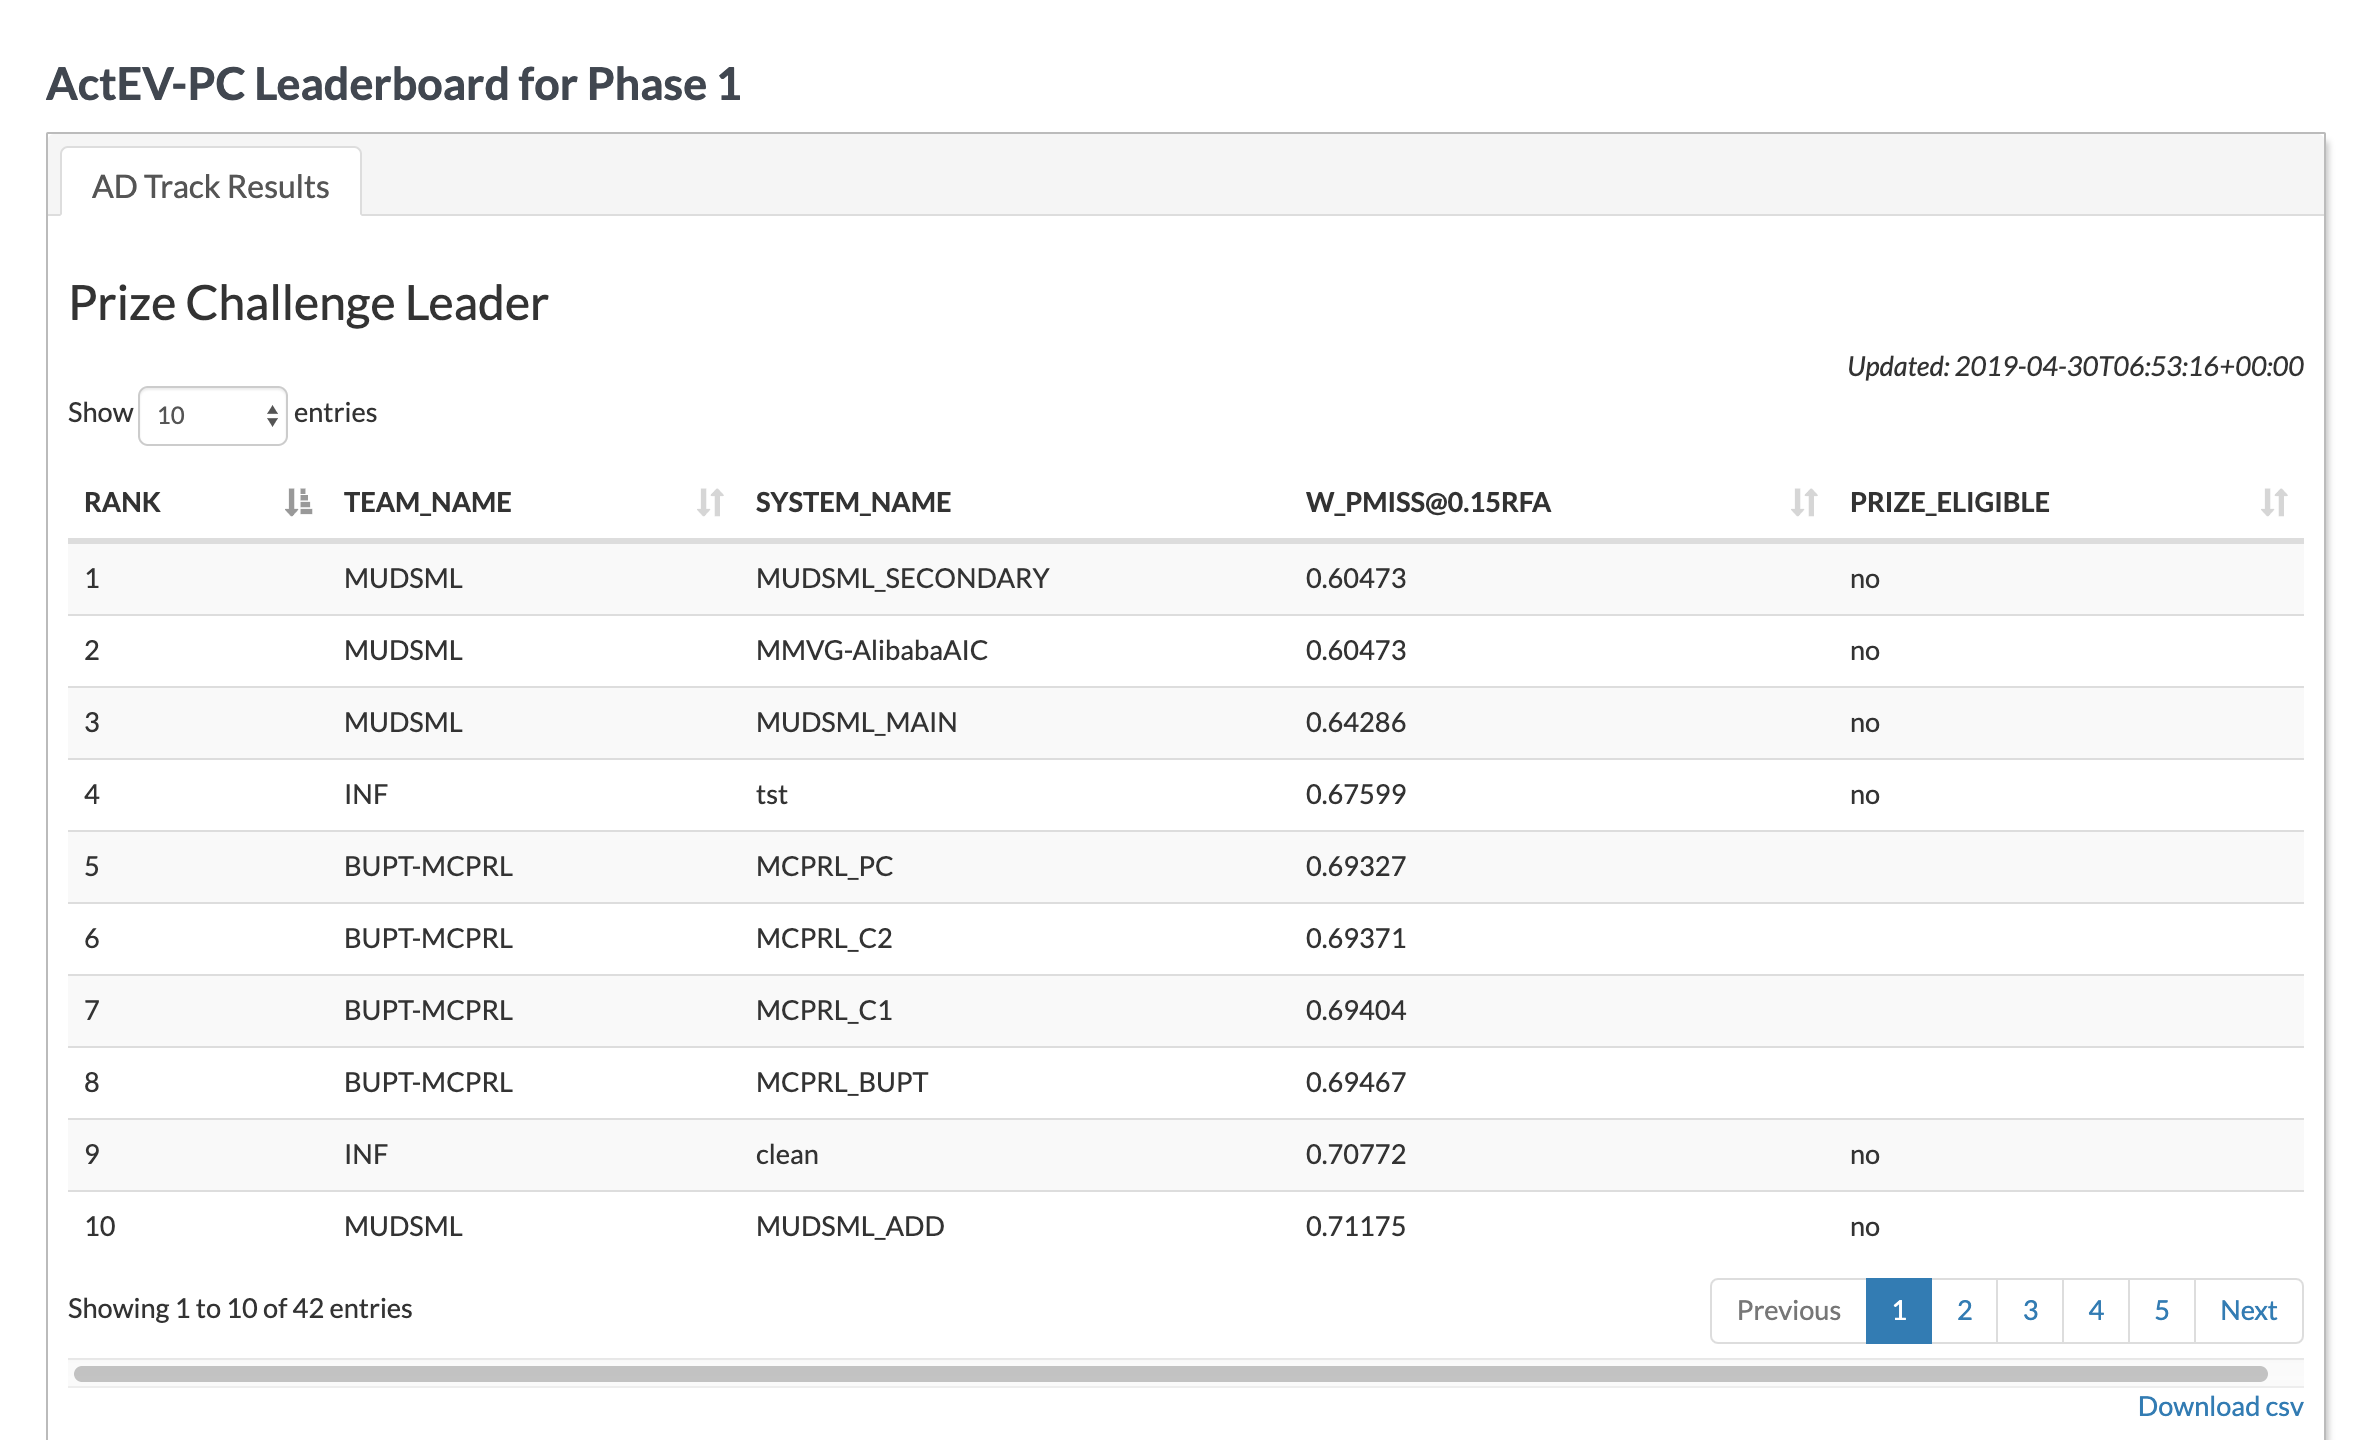 ActEV-PC Leaderboard for Phase 1
AD Track Results
Prize Challenge Leader
Updated: 2019-04-30T06:53:16+00:00
Show 10 entries
RANK TEAM_NAME SYSTEM_NAME W_PMISS@0.15RFA PRIZE_ELIGIBLE
1 MUDSML MUDSML_SECONDARY 0.60473 no
2 MUDSML MMVG-AlibabaAIC 0.60473 no
3 MUDSML MUDSML_MAIN 0.64286 no
4 INF tst 0.67599 no
5 BUPT-MCPRL MCPRL_PC 0.69327
6 BUPT-MCPRL MCPRL_C2 0.69371
7 BUPT-MCPRL MCPRL_C1 0.69404
8 BUPT-MCPRL MCPRL_BUPT 0.69467
9 INF clean 0.70772 no
10 MUDSML MUDSML_ADD 0.71175 no
Showing 1 to 10 of 42 entries Previous 1 2 3 4 5 Next
Download csv